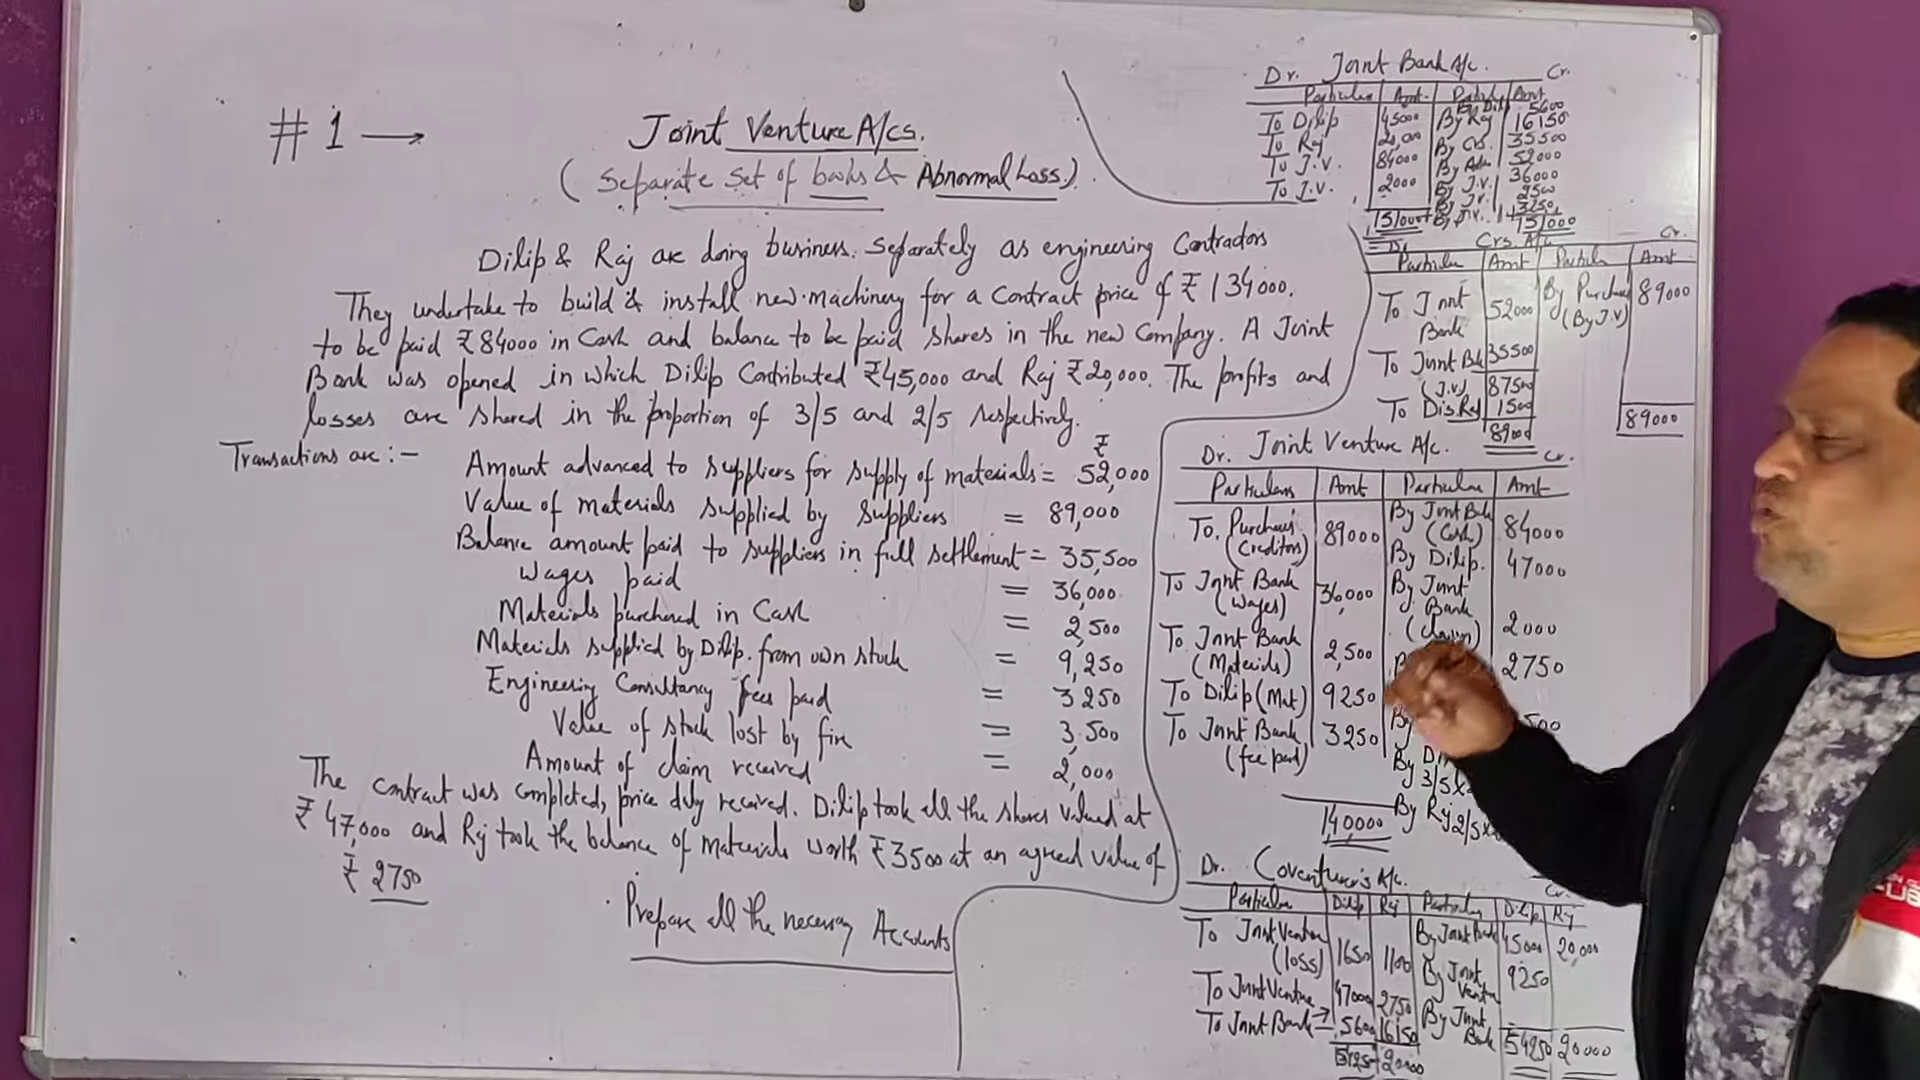 # 1 →
Joint Venture A/cs.
( Separate set of books & Abnormal Loss.)
Dilip & Raj are doing business. Separately as engineering Contractors
They undertake to build & install new machinery for a Contract price of ₹ 134000.
to be paid ₹84000 in Cash and balance to be paid shares in the new Company. A Joint
Bank was opened in which Dilip Contributed ₹45,000 and Raj ₹20,000. The profits and
losses are shared in the proportion of 3/5 and 2/5 respectively.
Transactions are :-
₹
Amount advanced to suppliers for supply of materials = 52,000
Value of materials supplied by suppliers = 89,000
Balance amount paid to suppliers in full settlement = 35,500
Wages paid = 36,000
Materials purchased in Cash = 2,500
Materials supplied by Dilip from own stock = 9,250
Engineering Consultancy fees paid = 3250
Value of stock lost by fire = 3,500
Amount of claim received = 2,000
The contract was completed, price duly received. Dilip took all the shares valued at
₹ 47,000 and Raj took the balance of materials worth ₹3500 at an agreed value of
₹ 2750
Prepare all the necessary Accounts
Dr. Joint Bank A/c. Cr.
Particulars Amt. Particulars Amt
By Dilip 5600
To Dilip 45000 By Raj 16150
To Raj 20,000 By Crs. 35500
To J.V. 84000 52000
To J.V. 2000 By J.V. 36000
By J.V. 2500
By J.V. 3250
151000 151000
Dr. Crs. A/c Cr.
Particulars Amt Particulars Amt
To Joint Bank 52000 By Purchases (By J.V) 89000
To Joint Bk 35500
87500
To Dis. Rd 1500
89000 89000
Dr. Joint Venture A/c. Cr.
Particulars Amt Particulars Amt
To Purchases (Creditors) 89000 By Joint Bank (Cash) 84000
By Dilip. 47000
To Joint Bank (Wages) 36,000 By Joint Bank (Claim) 2000
To Joint Bank (Materials) 2,500 2750
To Dilip (Mat) 9250
To Joint Bank (fee paid) 3250
By Raj 2/5
140000
Dr. Coventurer's A/c. Cr.
Particulars Dilip Raj Particulars Dilip Raj
To Joint Venture (loss) 1650 1100 By Joint Bank 45000 20,000
To Joint Venture 47000 2750 By Joint Venture 9250
To Joint Bank 5600 16150 By Joint Bank
20000 54250 20000